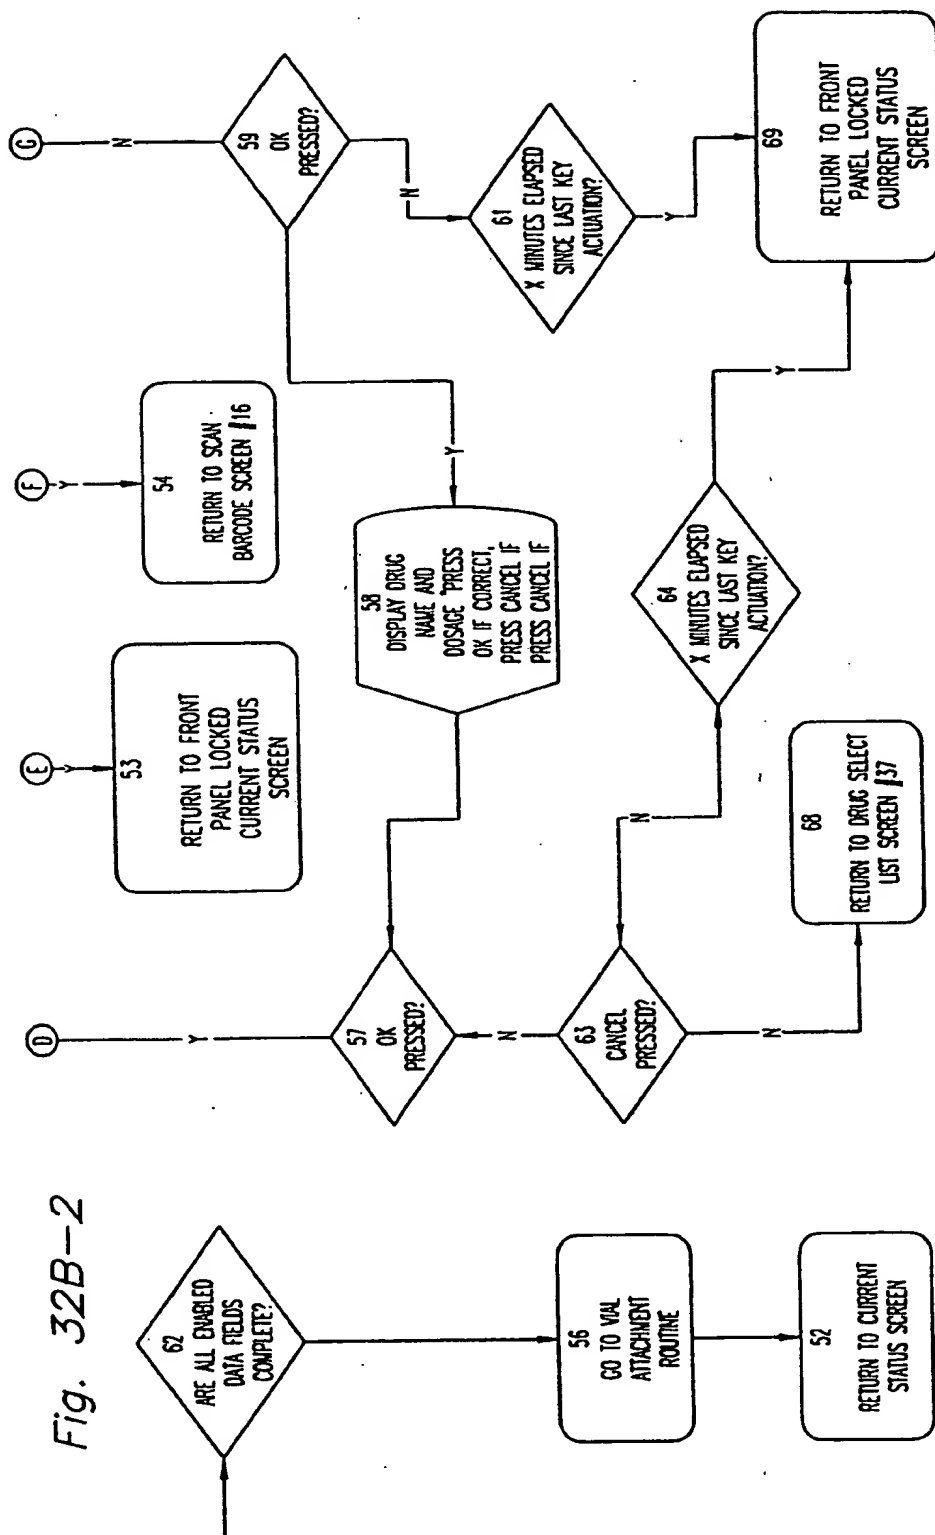 Fig. 32B-2
62
ARE ALL ENABLED
DATA FIELDS
COMPLETE?
56
GO TO VIAL
ATTACHMENT
ROUTINE
52
RETURN TO CURRENT
STATUS SCREEN
D
Y
57
OK
PRESSED?
N
63
CANCEL
PRESSED?
N
N
68
RETURN TO DRUG SELECT
LIST SCREEN /37
E
Y
53
RETURN TO FRONT
PANEL LOCKED
CURRENT STATUS
SCREEN
F
Y
54
RETURN TO SCAN
BARCODE SCREEN /16
58
DISPLAY DRUG
NAME AND
DOSAGE "PRESS
OK IF CORRECT,
PRESS CANCEL IF
PRESS CANCEL IF
Y
64
X MINUTES ELAPSED
SINCE LAST KEY
ACTUATION?
Y
G
N
59
OK
PRESSED?
N
61
X MINUTES ELAPSED
SINCE LAST KEY
ACTUATION?
Y
69
RETURN TO FRONT
PANEL LOCKED
CURRENT STATUS
SCREEN